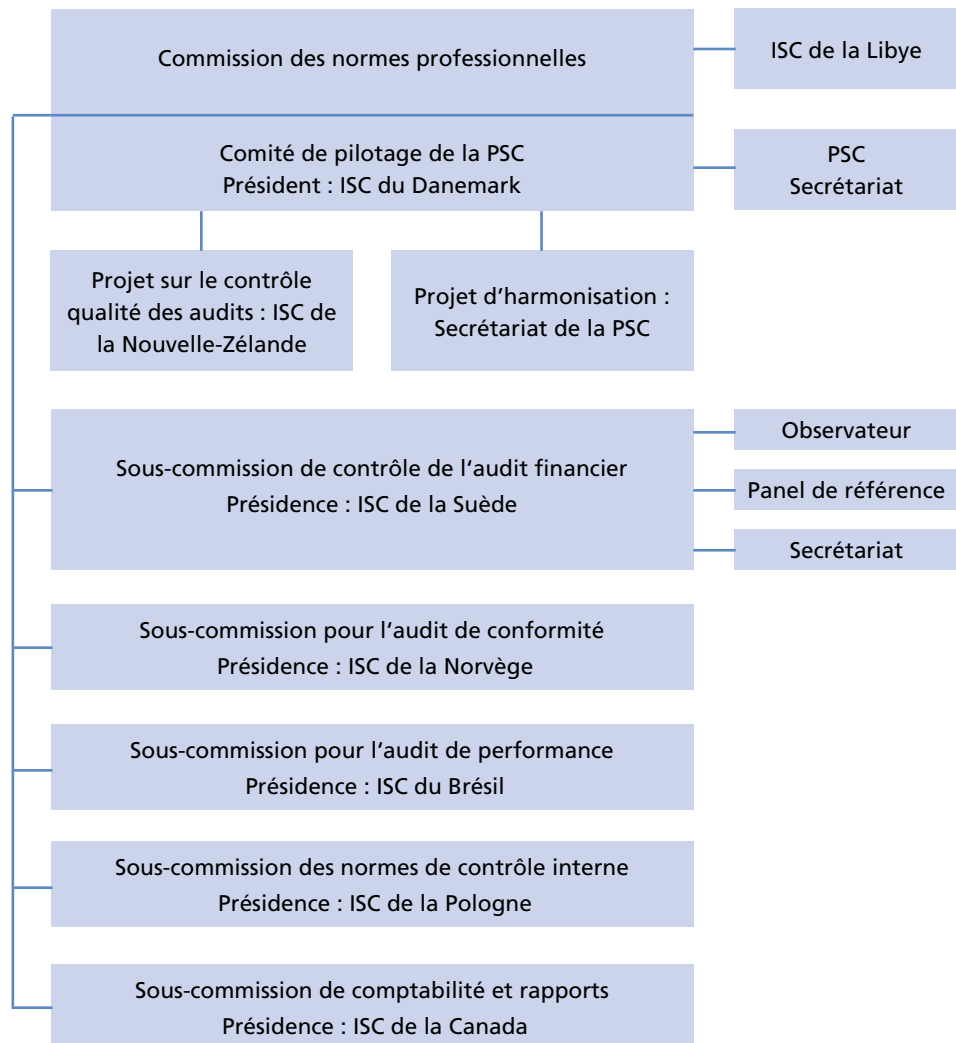 Commission des normes professionnelles
ISC de la Libye
Comité de pilotage de la PSC
Président : ISC du Danemark
PSC
Secrétariat
Projet sur le contrôle
qualité des audits : ISC de
la Nouvelle-Zélande
Projet d‘harmonisation :
Secrétariat de la PSC
Sous-commission de contrôle de l‘audit financier
Présidence : ISC de la Suède
Observateur
Panel de référence
Secrétariat
Sous-commission pour l‘audit de conformité
Présidence : ISC de la Norvège
Sous-commission pour l‘audit de performance
Présidence : ISC du Brésil
Sous-commission des normes de contrôle interne
Présidence : ISC de la Pologne
Sous-commission de comptabilité et rapports
Présidence : ISC de la Canada